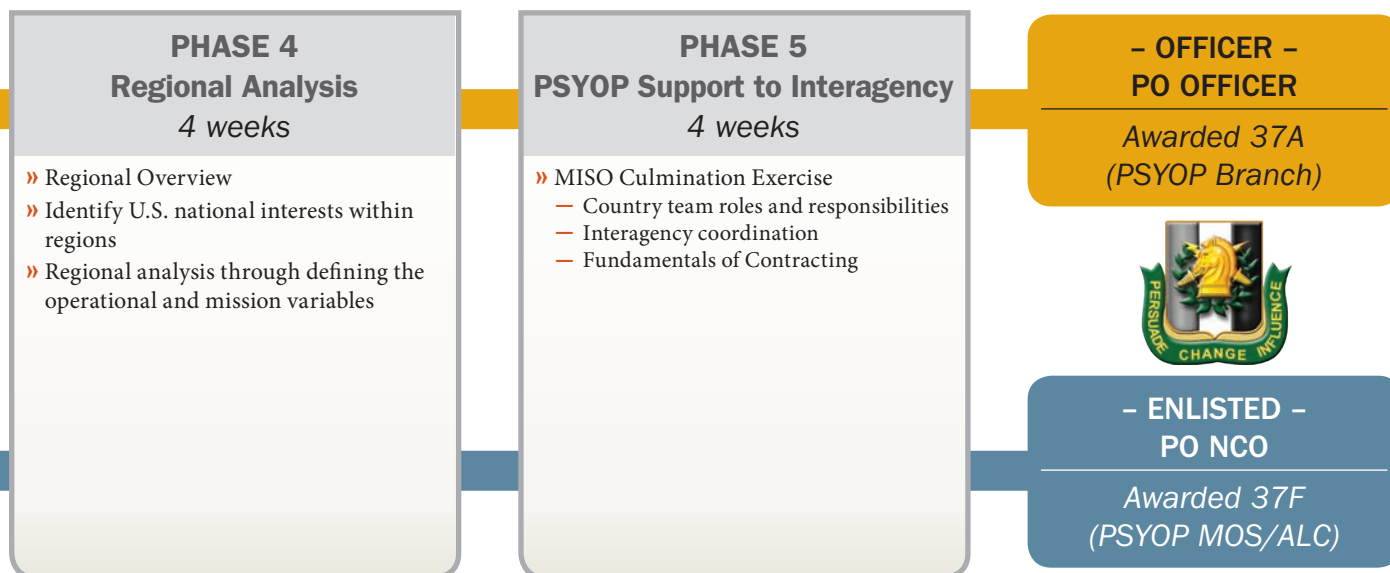 PHASE 4
Regional Analysis
4 weeks
» Regional Overview
» Identify U.S. national interests within
regions
» Regional analysis through defining the
operational and mission variables
PHASE 5
PSYOP Support to Interagency
4 weeks
» MISO Culmination Exercise
— Country team roles and responsibilities
— Interagency coordination
— Fundamentals of Contracting
– OFFICER –
PO OFFICER
Awarded 37A
(PSYOP Branch)
PERSUADE CHANGE INFLUENCE
– ENLISTED –
PO NCO
Awarded 37F
(PSYOP MOS/ALC)